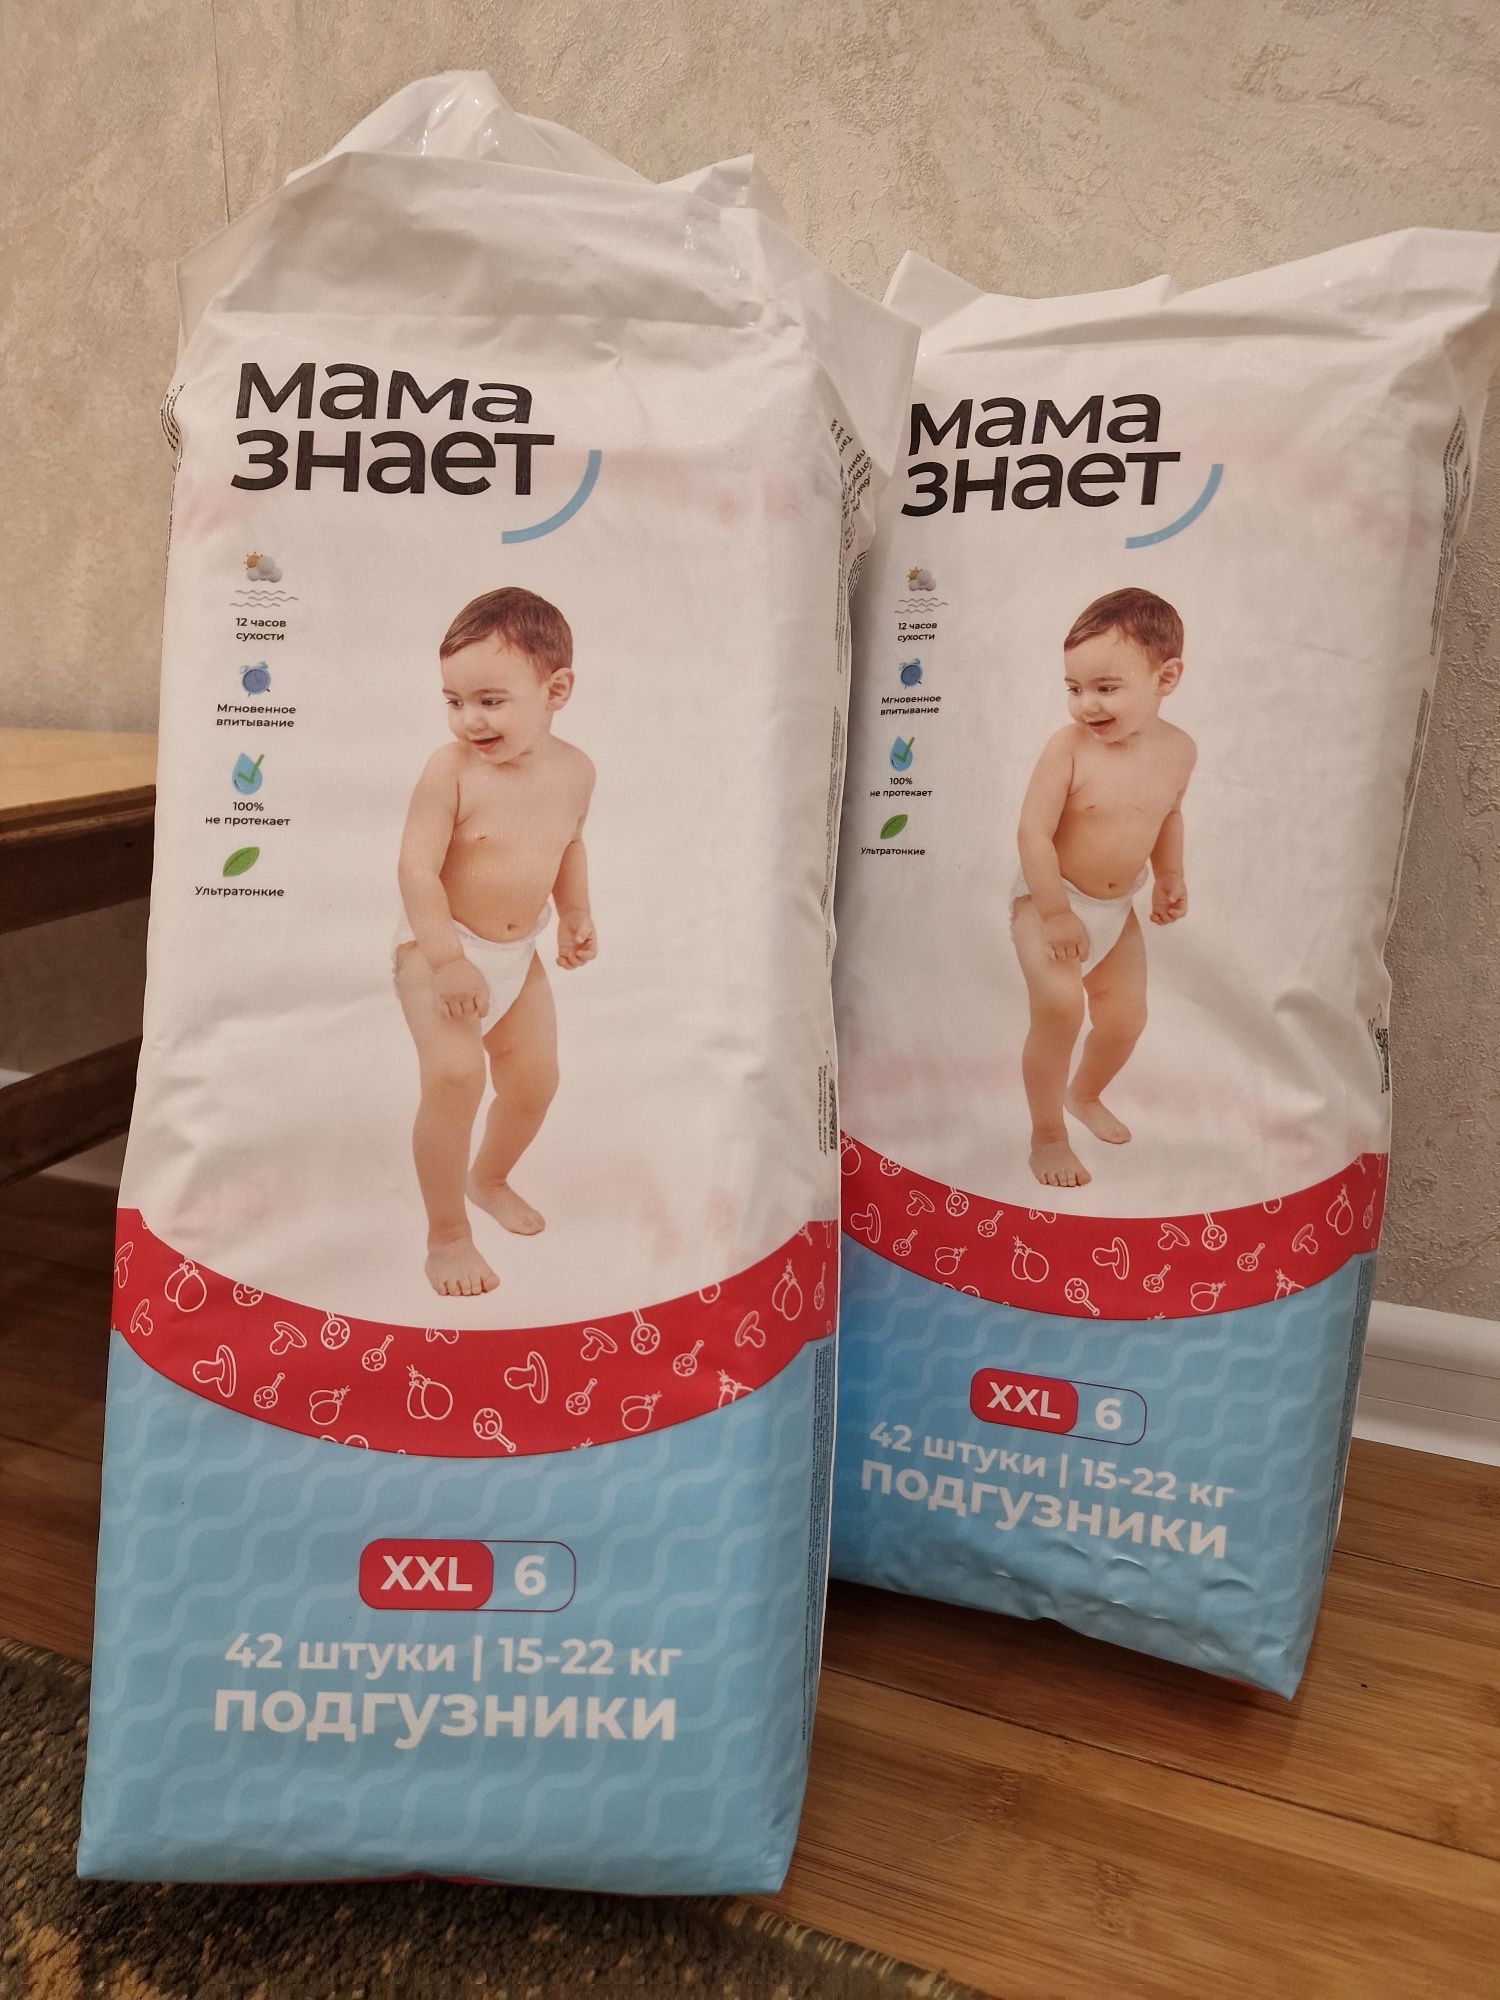 мама
знает
12 часов
сухости
Мгновенное
впитывание
100%
не протекает
Ультратонкие
XXL 6
42 штуки | 15-22 кг
подгузники
мама
знает
12 часов
сухости
Мгновенное
впитывание
100%
не протекает
Ультратонкие
XXL 6
42 штуки | 15-22 кг
подгузники